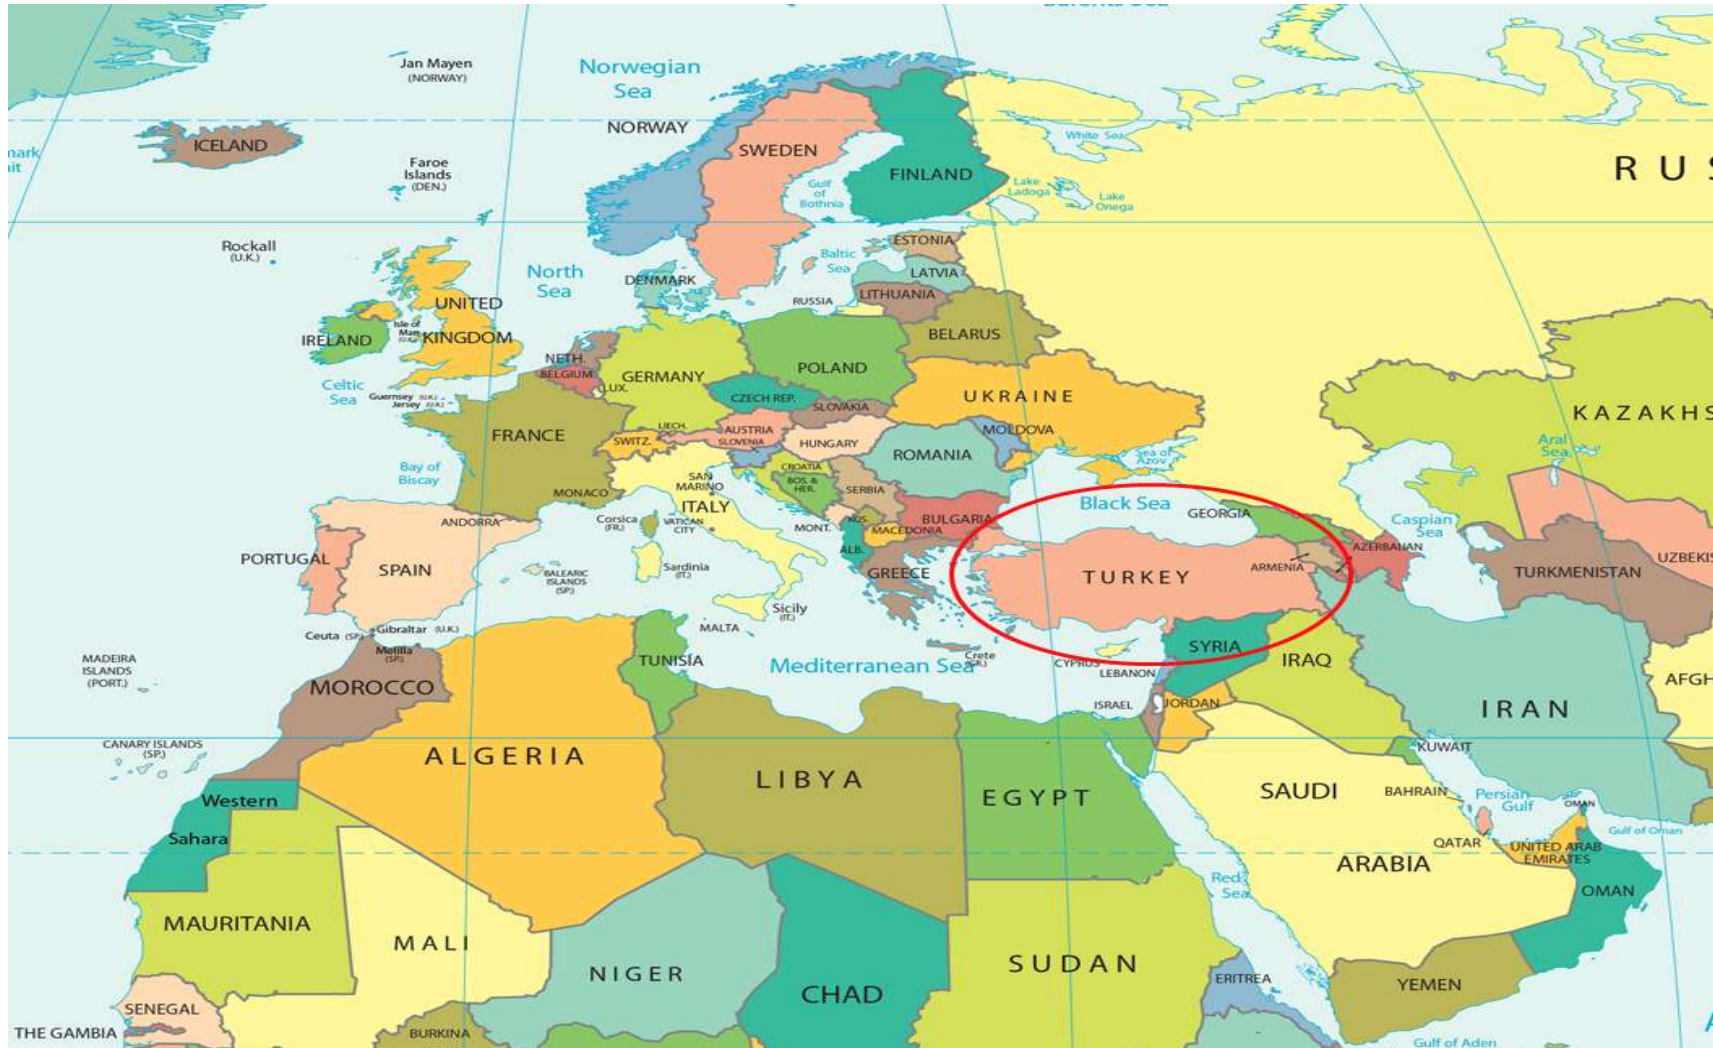 Barents Sea
Jan Mayen
(NORWAY)
Norwegian
Sea
NORWAY
ICELAND
SWEDEN
FINLAND
White Sea
RUS
mark
it
Faroe
Islands
(DEN.)
Gulf
of
Bothnia
Lake
Ladoga
Lake
Onega
Rockall
(U.K.)
North
Sea
ESTONIA
Baltic
Sea
LATVIA
DENMARK
LITHUANIA
RUSSIA
UNITED
KINGDOM
Isle of
Man
(U.K.)
IRELAND
BELARUS
NETH.
BELGIUM
LUX.
GERMANY
POLAND
Celtic
Sea
Guernsey (U.K.)
Jersey (U.K.)
CZECH REP.
SLOVAKIA
UKRAINE
KAZAKHS
FRANCE
LIECH.
SWITZ.
AUSTRIA
SLOVENIA
HUNGARY
MOLDOVA
ROMANIA
Sea of
Azov
Aral
Sea
Bay of
Biscay
SAN
MARINO
CROATIA
BOS. &
HER.
SERBIA
MONACO
ITALY
Black Sea
GEORGIA
Caspian
Sea
ANDORRA
Corsica
(FR.)
VATICAN
CITY
MONT.
KOS.
BULGARIA
MACEDONIA
ALB.
AZERBAIJAN
PORTUGAL
SPAIN
BALEARIC
ISLANDS
(SP.)
Sardinia
(IT.)
GREECE
TURKEY
ARMENIA
TURKMENISTAN
UZBEKIS
Sicily
(IT.)
MALTA
Ceuta (SP.)
Gibraltar (U.K.)
Melilla
(SP.)
TUNISIA
Mediterranean Sea
Crete
(GR.)
CYPRUS
SYRIA
LEBANON
IRAQ
MADEIRA
ISLANDS
(PORT.)
MOROCCO
ISRAEL
JORDAN
IRAN
AFGH
CANARY ISLANDS
(SP.)
ALGERIA
LIBYA
EGYPT
KUWAIT
Western
Sahara
SAUDI
ARABIA
BAHRAIN
Persian
Gulf
OMAN
Gulf of Oman
QATAR
UNITED ARAB
EMIRATES
Red
Sea
OMAN
MAURITANIA
MALI
NIGER
CHAD
SUDAN
ERITREA
YEMEN
SENEGAL
THE GAMBIA
BURKINA
Gulf of Aden
A